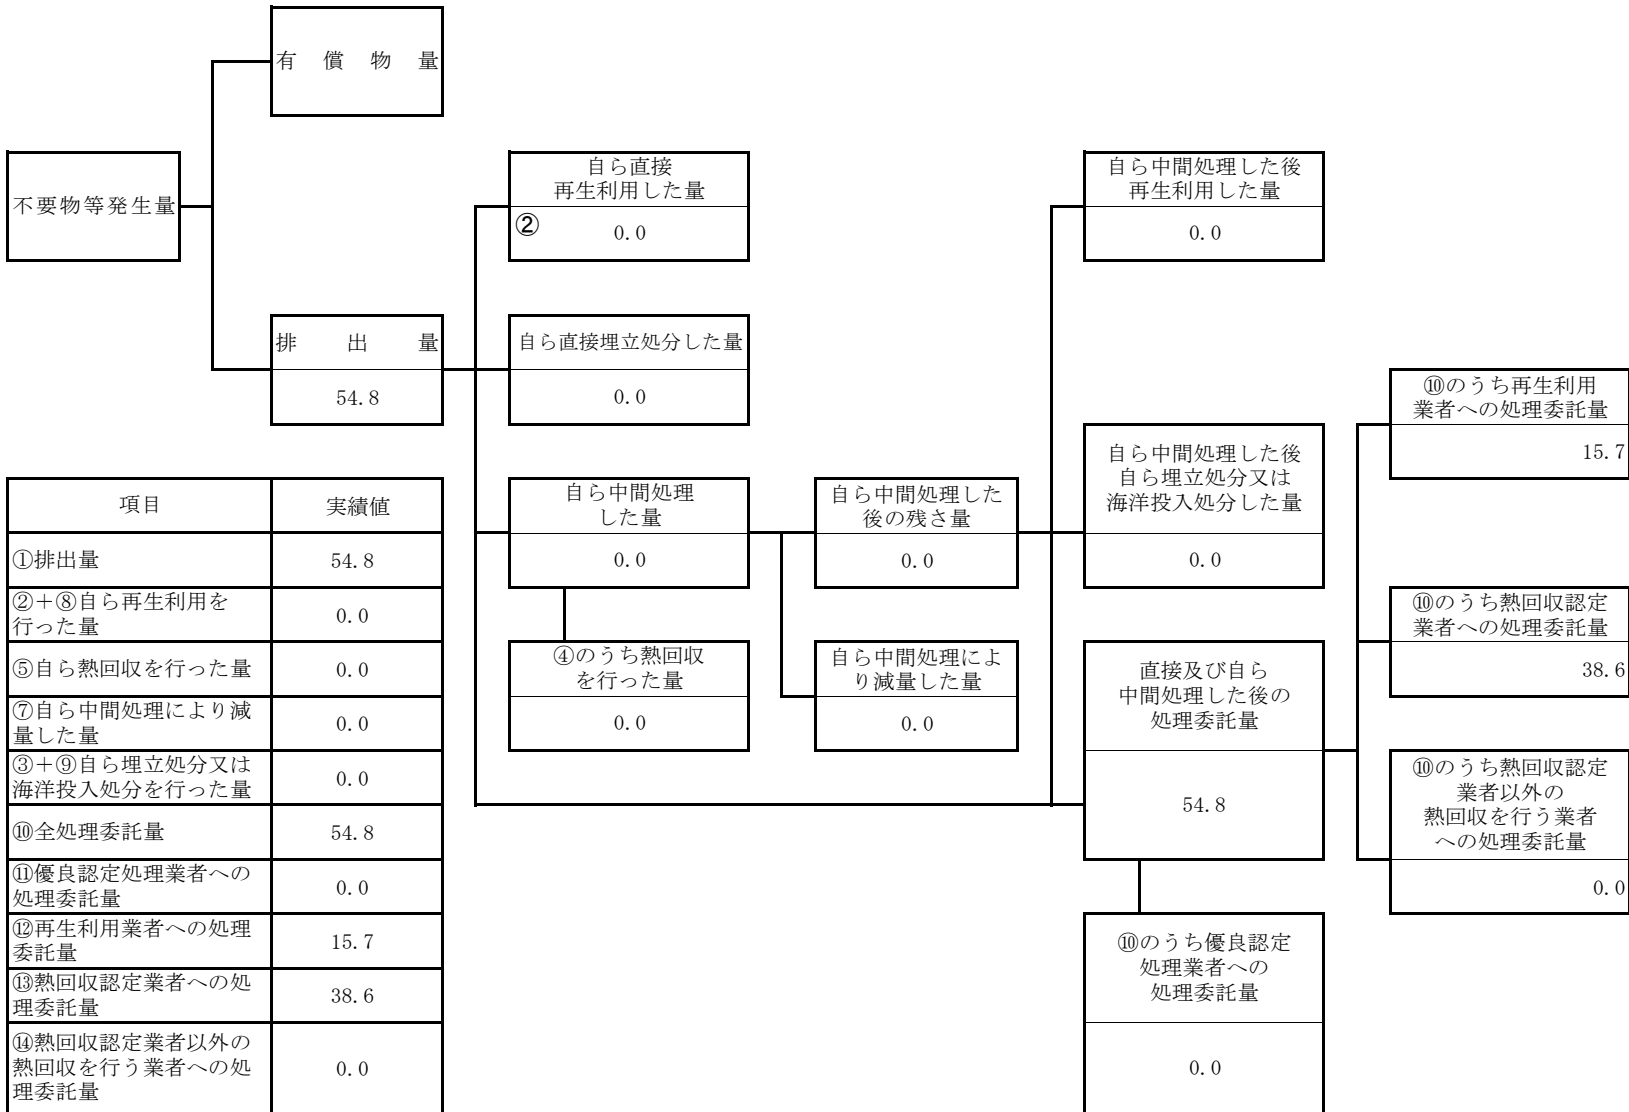 有償物量
不要物等発生量
排出量
54.8
自ら直接
再生利用した量
②
0.0
自ら直接埋立処分した量
0.0
自ら中間処理
した量
0.0
④のうち熱回収
を行った量
0.0
自ら中間処理した
後の残さ量
0.0
自ら中間処理によ
り減量した量
0.0
自ら中間処理した後
再生利用した量
0.0
自ら中間処理した後
自ら埋立処分又は
海洋投入処分した量
0.0
直接及び自ら
中間処理した後の
処理委託量
54.8
⑩のうち優良認定
処理業者への
処理委託量
0.0
⑩のうち再生利用
業者への処理委託量
15.7
⑩のうち熱回収認定
業者への処理委託量
38.6
⑩のうち熱回収認定
業者以外の
熱回収を行う業者
への処理委託量
0.0
項目 実績値
①排出量 54.8
②+⑧自ら再生利用を
行った量 0.0
⑤自ら熱回収を行った量 0.0
⑦自ら中間処理により減
量した量 0.0
③+⑨自ら埋立処分又は
海洋投入処分を行った量 0.0
⑩全処理委託量 54.8
⑪優良認定処理業者への
処理委託量 0.0
⑫再生利用業者への処理
委託量 15.7
⑬熱回収認定業者への処
理委託量 38.6
⑭熱回収認定業者以外の
熱回収を行う業者への処
理委託量 0.0